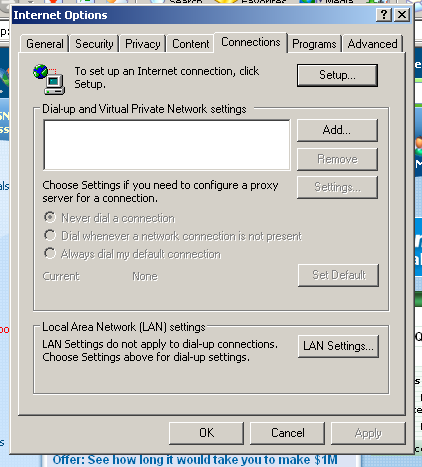 Search
Favorites
Media
Internet Options
General
Security
Privacy
Content
Connections
Programs
Advanced
To set up an Internet connection, click
Setup.
Setup...
Dial-up and Virtual Private Network settings
Add...
Remove
Choose Settings if you need to configure a proxy
server for a connection.
Settings...
Never dial a connection
Dial whenever a network connection is not present
Always dial my default connection
Current
None
Set Default
Local Area Network (LAN) settings
LAN Settings do not apply to dial-up connections.
Choose Settings above for dial-up settings.
LAN Settings...
OK
Cancel
Apply
Offer: See how long it would take you to make $1M